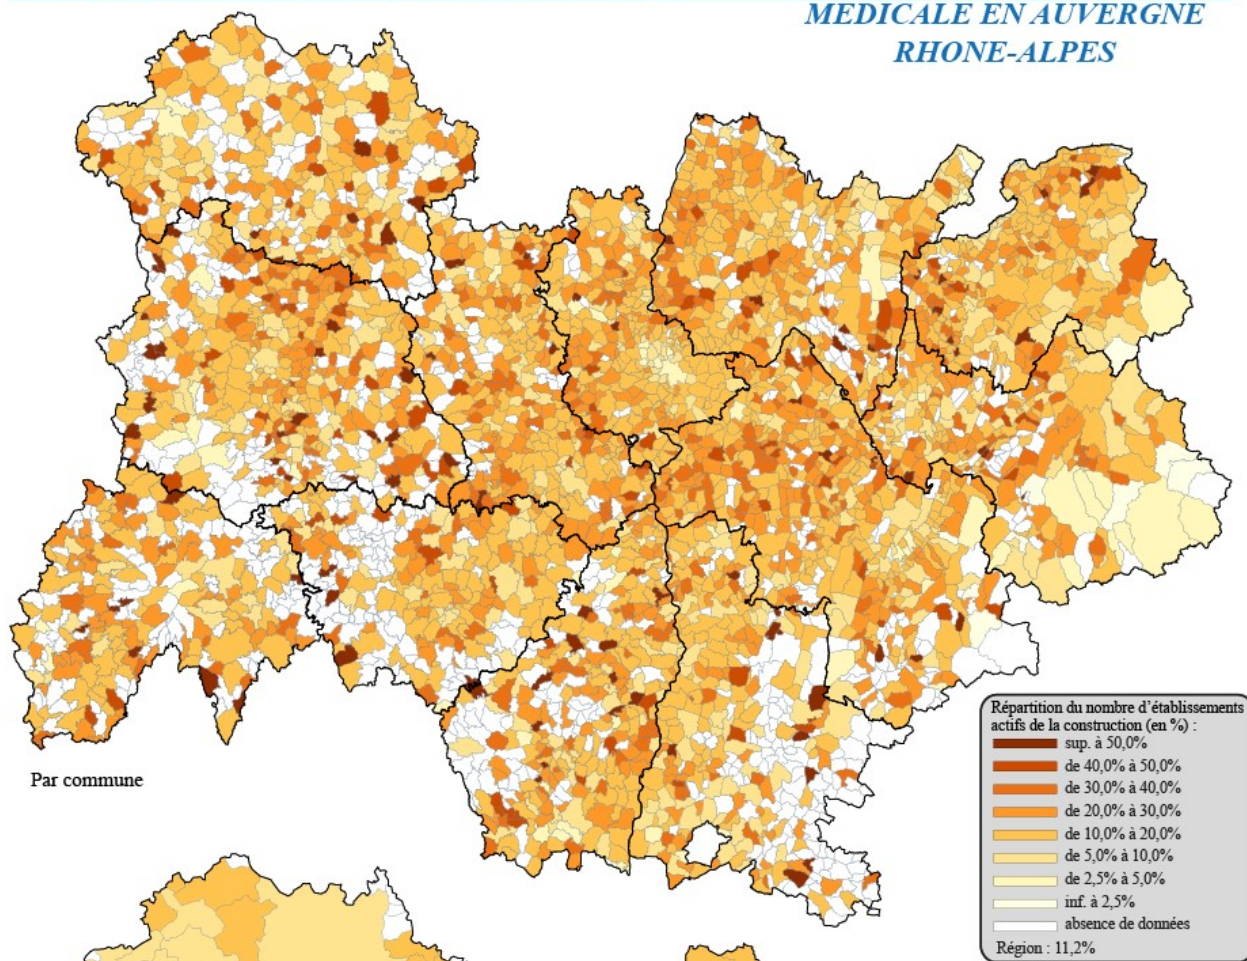 MEDICALE EN AUVERGNE
RHONE-ALPES
Répartition du nombre d'établissements
actifs de la construction (en %) :
sup. à 50,0%
de 40,0% à 50,0%
de 30,0% à 40,0%
de 20,0% à 30,0%
de 10,0% à 20,0%
de 5,0% à 10,0%
de 2,5% à 5,0%
inf. à 2,5%
absence de données
Région : 11,2%
Par commune